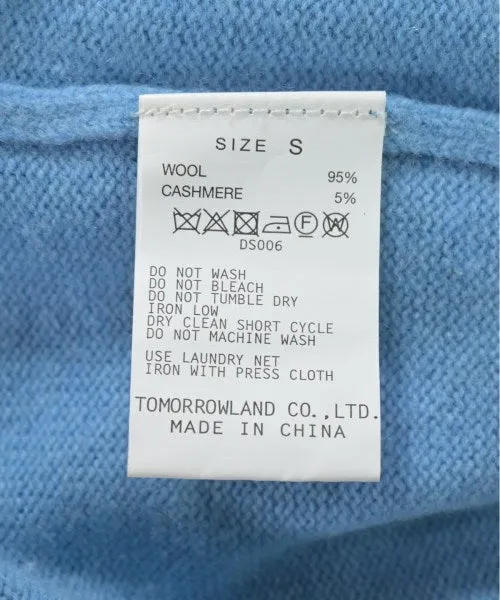 SIZE S
WOOL 95%
CASHMERE 5%
F W
DS006
DO NOT WASH
DO NOT BLEACH
DO NOT TUMBLE DRY
IRON LOW
DRY CLEAN SHORT CYCLE
DO NOT MACHINE WASH
USE LAUNDRY NET
IRON WITH PRESS CLOTH
TOMORROWLAND CO.,LTD.
MADE IN CHINA